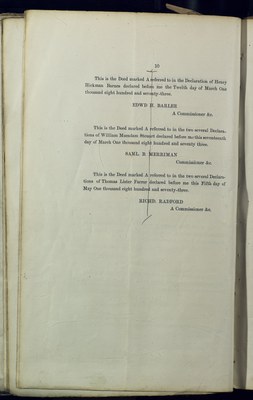 10
This is the Deed marked A referred to in the Declaration of Henry
Hickman Bacon declared before me the Twelfth day of March One
thousand eight hundred and seventy-three.
EDWD H. BARLEE
A Commissioner &c
This is the Deed marked A referred to in the two several Declara-
tions of William Masnion declared before me this seventeenth
day of March One thousand eight hundred and seventy three.
SAML. B. MERRIMAN
Commissioner &c.
This is the Deed marked A referred to in the two several Declara-
tions of Thomas Lister declared before me this Fifth day of
May One thousand eight hundred and seventy-three.
RICHD. RADFORD
A Commissioner &c.